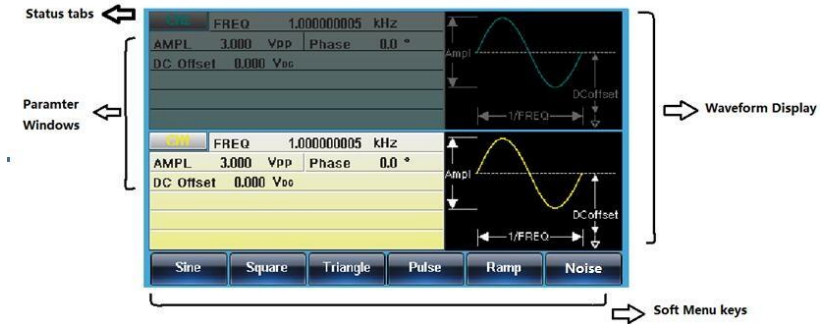 Status tabs
FREQ 1.000000005 kHz
AMPL 3.000 VPP Phase 0.0 °
DC Offset 0.000 VDC
Ampl
DCoffset
1/FREQ
Paramter
Windows
Waveform Display
FREQ 1.000000005 kHz
AMPL 3.000 VPP Phase 0.0 °
DC Offset 0.000 VDC
Ampl
DCoffset
1/FREQ
Sine Square Triangle Pulse Ramp Noise
Soft Menu keys